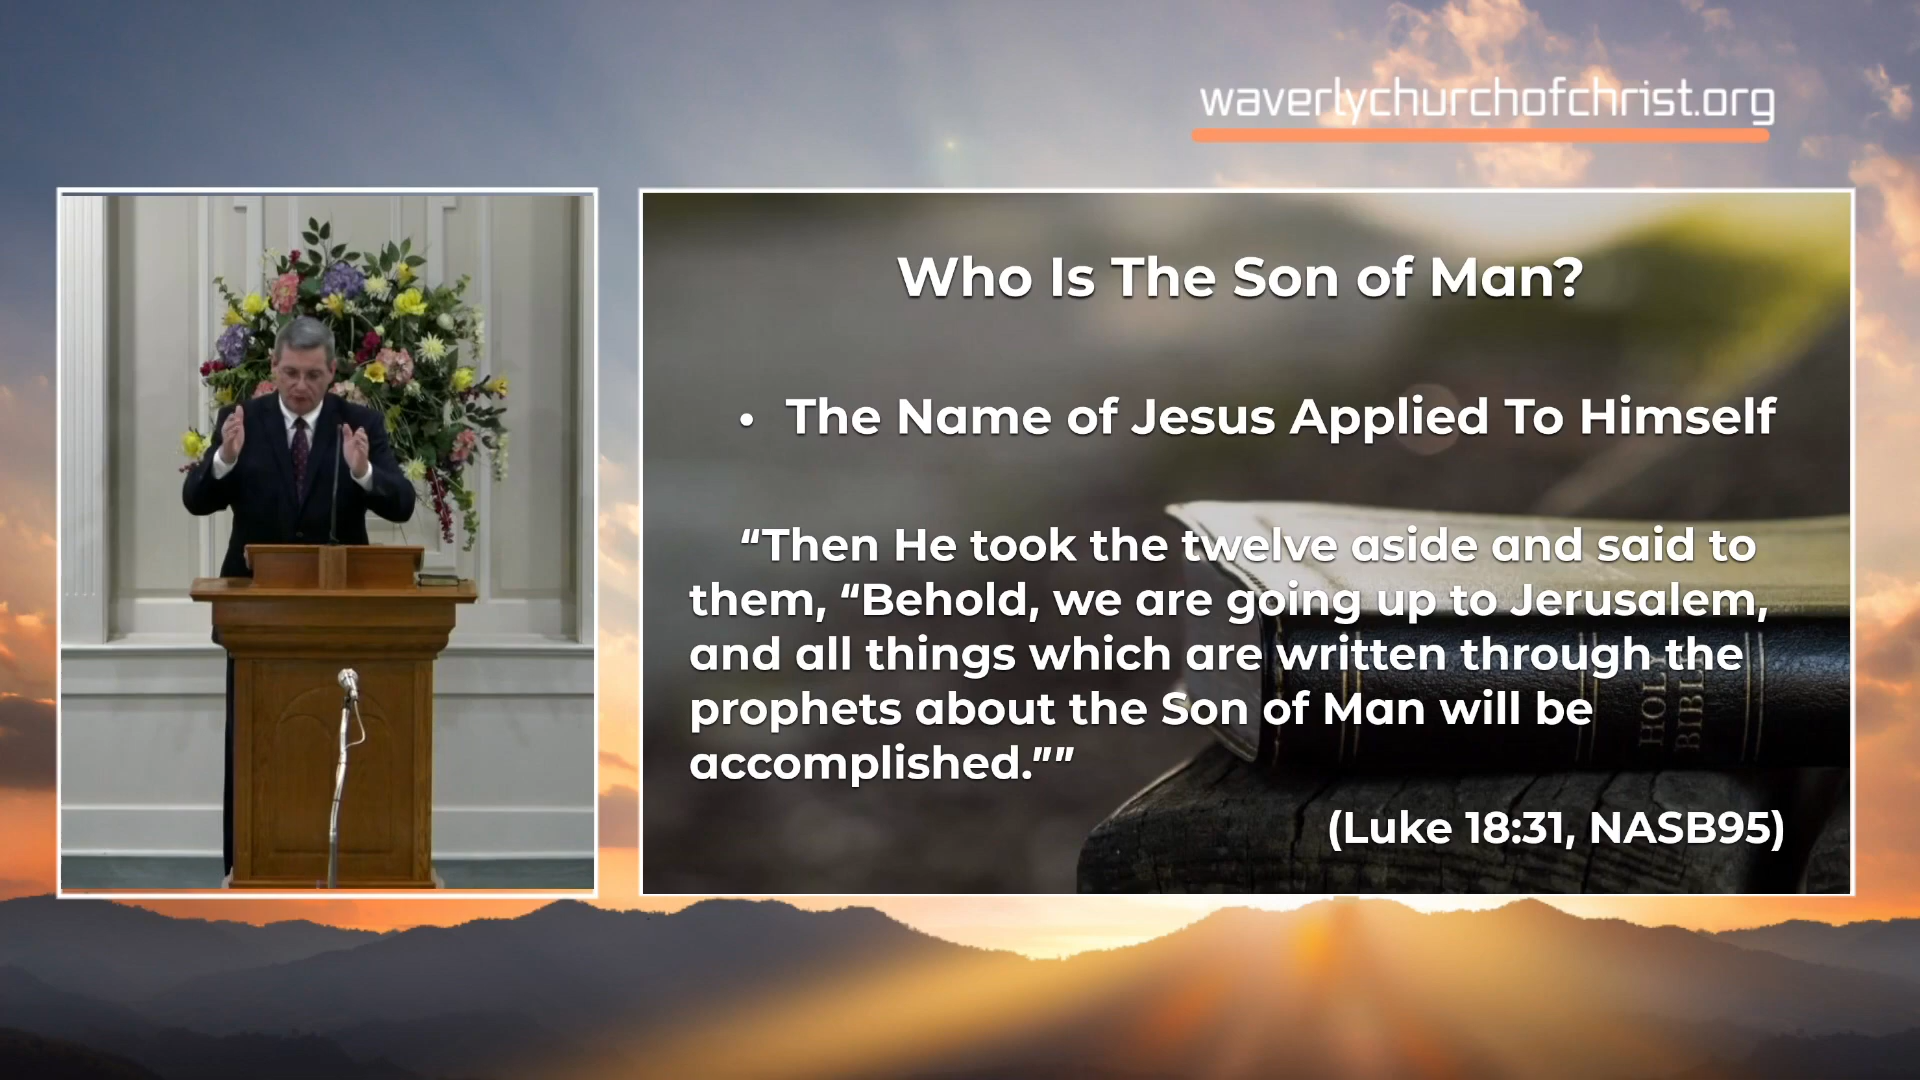 waverlychurchofchrist.org
Who Is The Son of Man?
• The Name of Jesus Applied To Himself
“Then He took the twelve aside and said to
them, “Behold, we are going up to Jerusalem,
and all things which are written through the
prophets about the Son of Man will be
accomplished.””
(Luke 18:31, NASB95)
HOLY
BIBLE